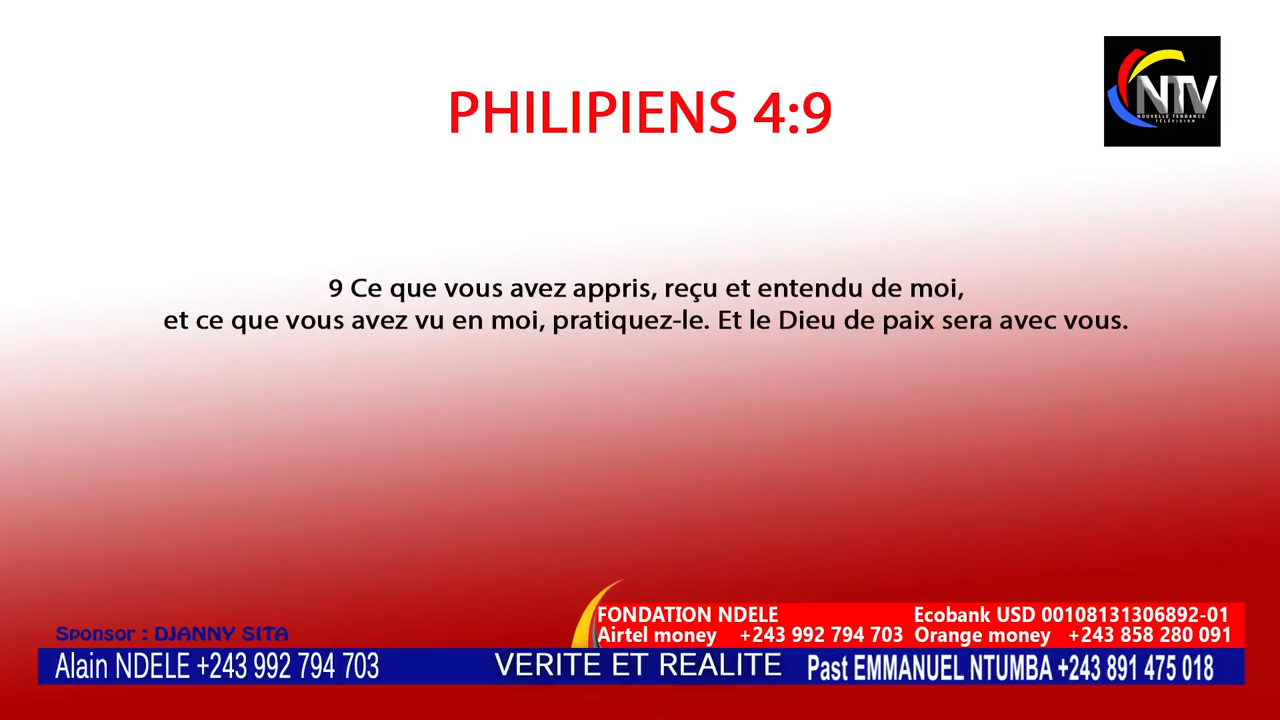 PHILIPIENS 4:9
NTV
NOUVELLE TENDANCE
TÉLÉVISION
9 Ce que vous avez appris, reçu et entendu de moi,
et ce que vous avez vu en moi, pratiquez-le. Et le Dieu de paix sera avec vous.
FONDATION NDELE Ecobank USD 00108131306892-01
Airtel money +243 992 794 703 Orange money +243 858 280 091
Sponsor : DJANNY SITA
Alain NDELE +243 992 794 703 VERITE ET REALITE Past EMMANUEL NTUMBA +243 891 475 018